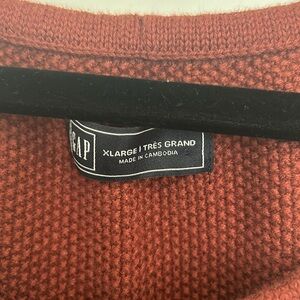 GAP
XLARGE / TRÈS GRAND
MADE IN CAMBODIA